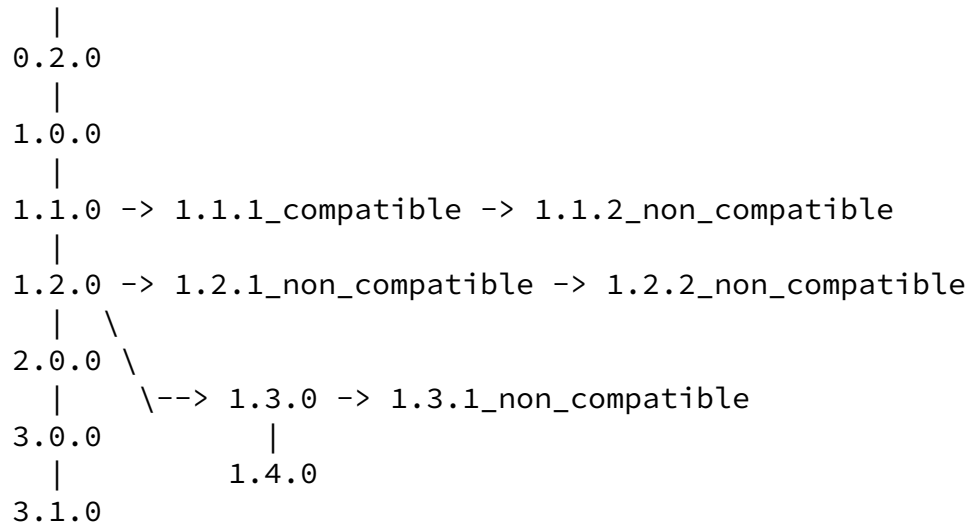 0.2.0
1.0.0
1.1.0 -> 1.1.1_compatible -> 1.1.2_non_compatible
1.2.0 -> 1.2.1_non_compatible -> 1.2.2_non_compatible
2.0.0
1.3.0 -> 1.3.1_non_compatible
3.0.0
1.4.0
3.1.0